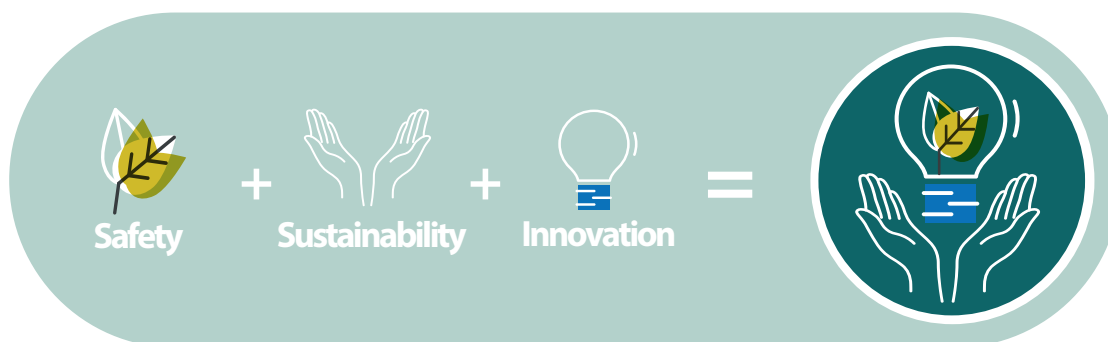 Safety + Sustainability + Innovation =